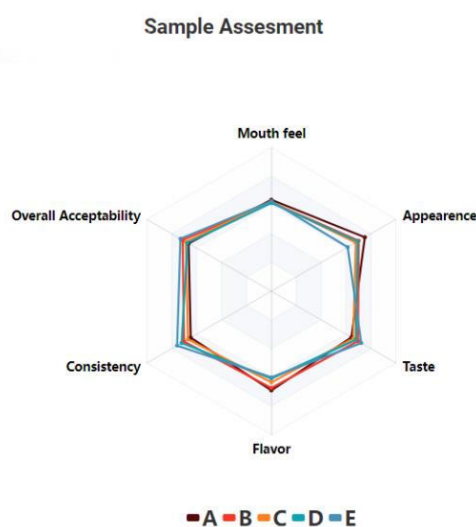 Sample Assesment
Mouth feel
Overall Acceptability
Appearence
Consistency
Taste
Flavor
A B C D E